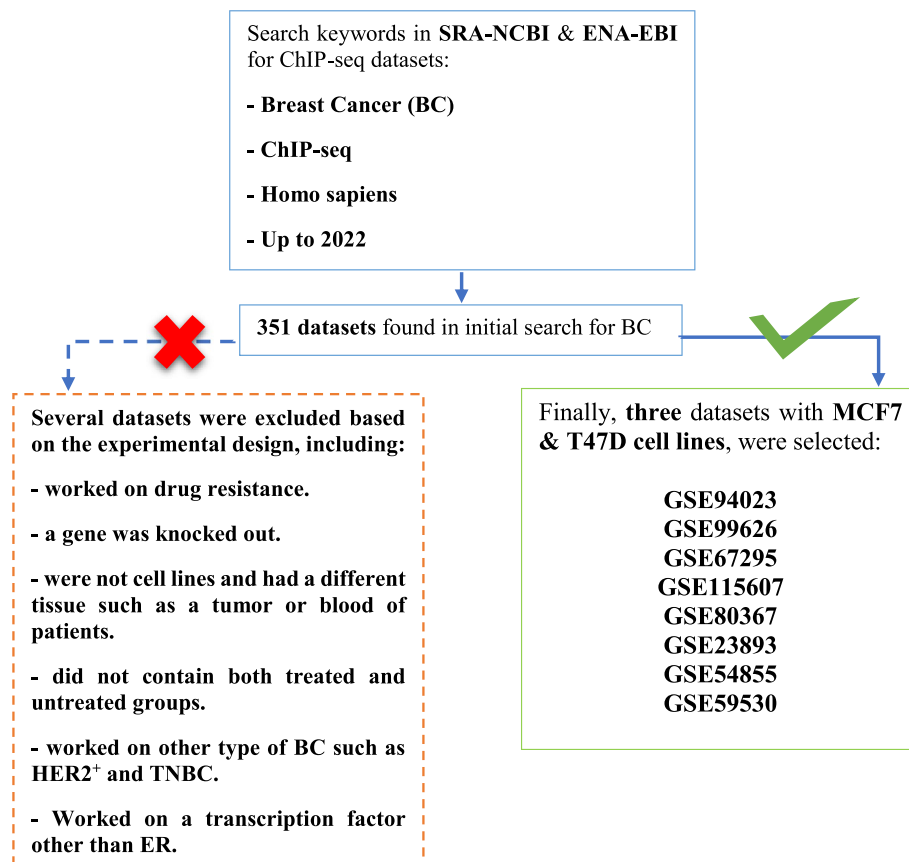 Search keywords in SRA-NCBI & ENA-EBI
for ChIP-seq datasets:
- Breast Cancer (BC)
- ChIP-seq
- Homo sapiens
- Up to 2022
351 datasets found in initial search for BC
Several datasets were excluded based
on the experimental design, including:
- worked on drug resistance.
- a gene was knocked out.
- were not cell lines and had a different
tissue such as a tumor or blood of
patients.
- did not contain both treated and
untreated groups.
- worked on other type of BC such as
HER2⁺ and TNBC.
- Worked on a transcription factor
other than ER.
Finally, three datasets with MCF7
& T47D cell lines, were selected:
GSE94023
GSE99626
GSE67295
GSE115607
GSE80367
GSE23893
GSE54855
GSE59530